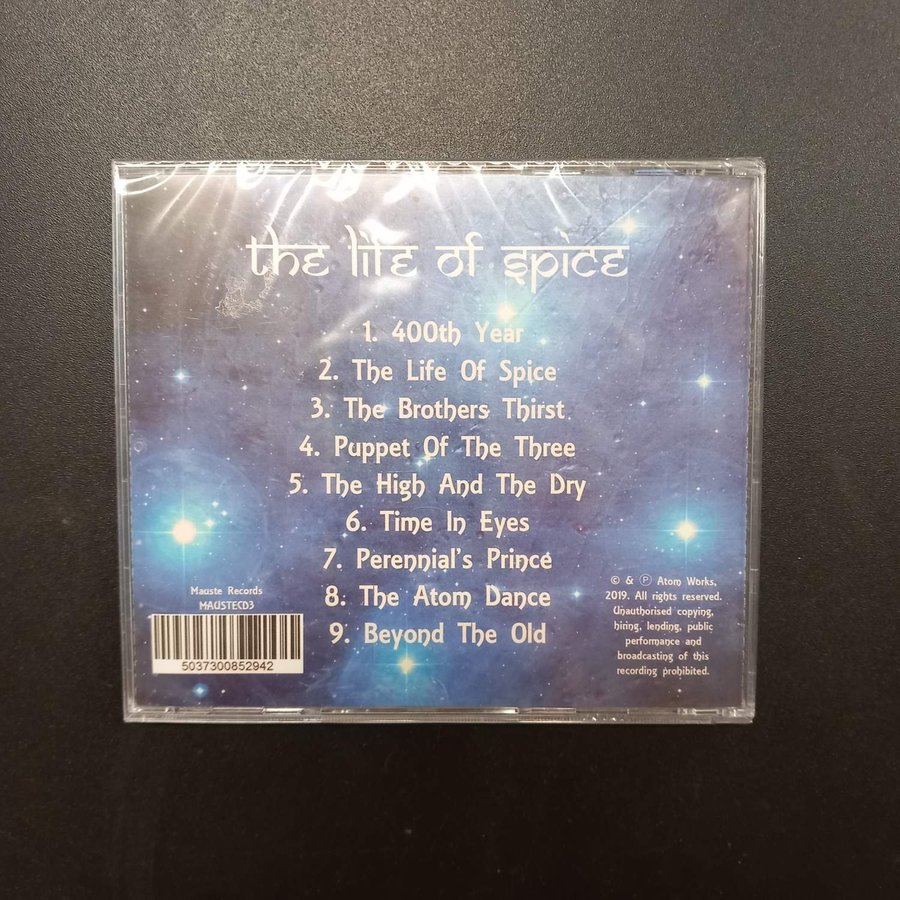 the life of spice
1. 400th Year
2. The Life Of Spice
3. The Brothers Thirst
4. Puppet Of The Three
5. The High And The Dry
6. Time In Eyes
7. Perennial's Prince
8. The Atom Dance
9. Beyond The Old
Mauste Records
MAUSTECD3
5037300852942
© & ℗ Atom Works,
2019. All rights reserved.
Unauthorised copying,
hiring, lending, public
performance and
broadcasting of this
recording prohibited.